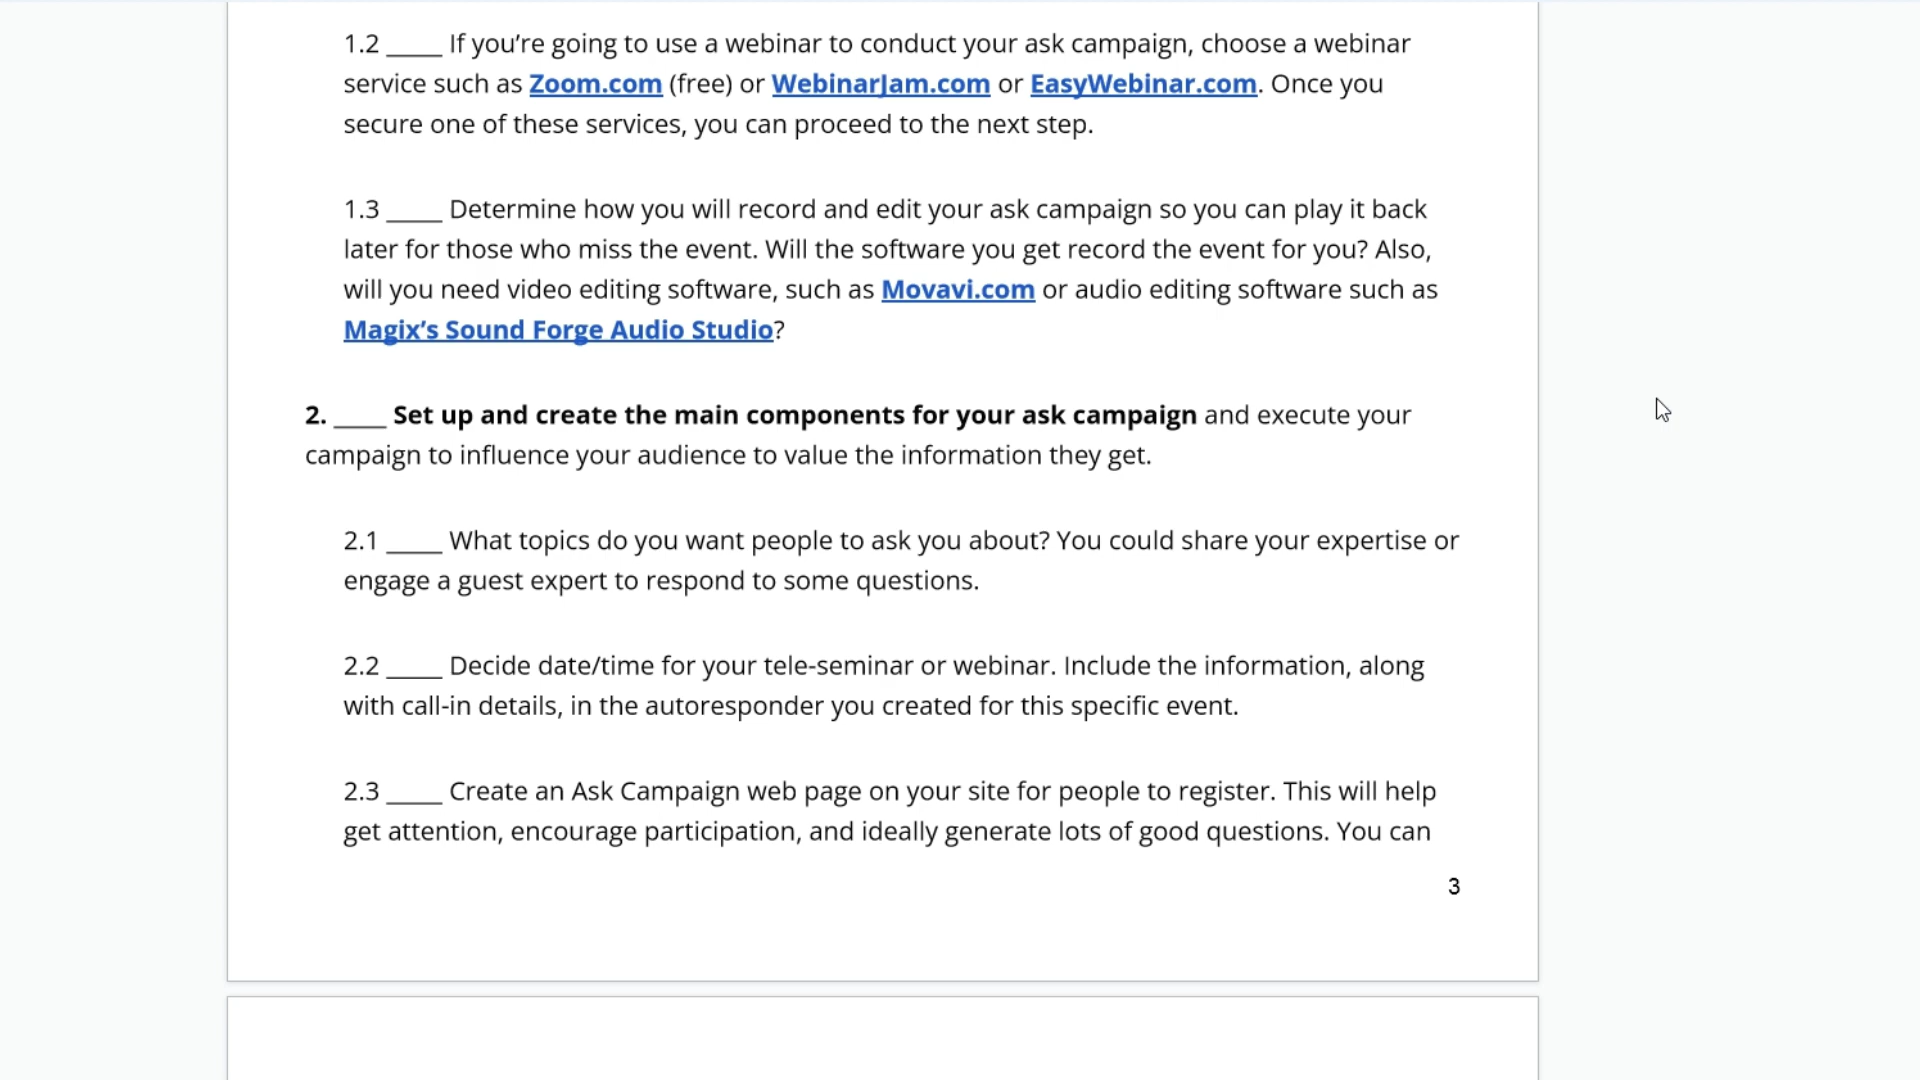 1.2 ____ If you’re going to use a webinar to conduct your ask campaign, choose a webinar
service such as Zoom.com (free) or WebinarJam.com or EasyWebinar.com. Once you
secure one of these services, you can proceed to the next step.
1.3 ____ Determine how you will record and edit your ask campaign so you can play it back
later for those who miss the event. Will the software you get record the event for you? Also,
will you need video editing software, such as Movavi.com or audio editing software such as
Magix’s Sound Forge Audio Studio?
2. ____ Set up and create the main components for your ask campaign and execute your
campaign to influence your audience to value the information they get.
2.1 ____ What topics do you want people to ask you about? You could share your expertise or
engage a guest expert to respond to some questions.
2.2 ____ Decide date/time for your tele-seminar or webinar. Include the information, along
with call-in details, in the autoresponder you created for this specific event.
2.3 ____ Create an Ask Campaign web page on your site for people to register. This will help
get attention, encourage participation, and ideally generate lots of good questions. You can
3